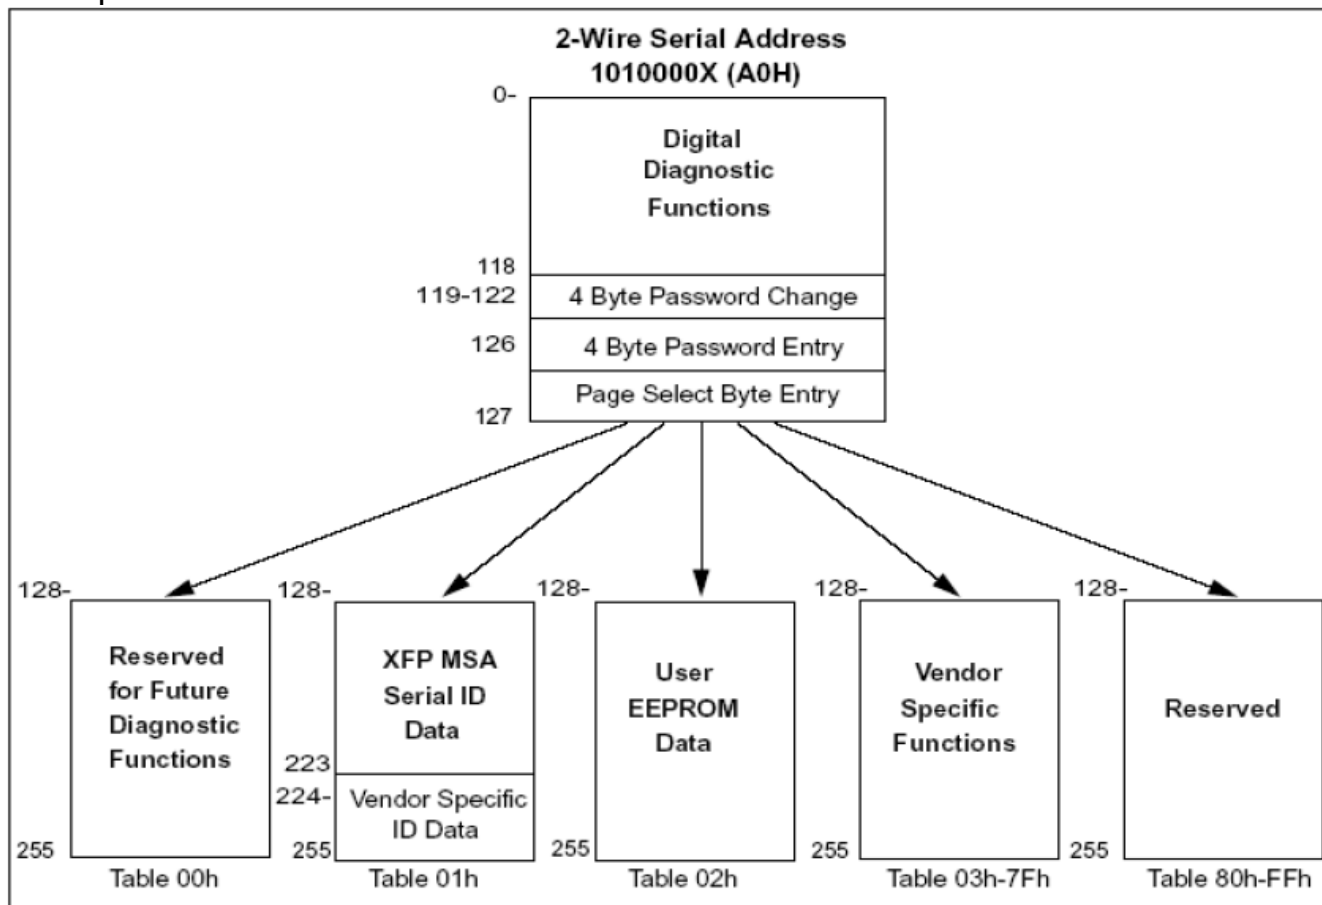 2-Wire Serial Address
1010000X (A0H)
0-
Digital
Diagnostic
Functions
118
119-122
4 Byte Password Change
126
4 Byte Password Entry
Page Select Byte Entry
127
128-
Reserved
for Future
Diagnostic
Functions
255
Table 00h
128-
XFP MSA
Serial ID
Data
223
224-
Vendor Specific
ID Data
255
Table 01h
128-
User
EEPROM
Data
255
Table 02h
128-
Vendor
Specific
Functions
255
Table 03h-7Fh
128-
Reserved
255
Table 80h-FFh